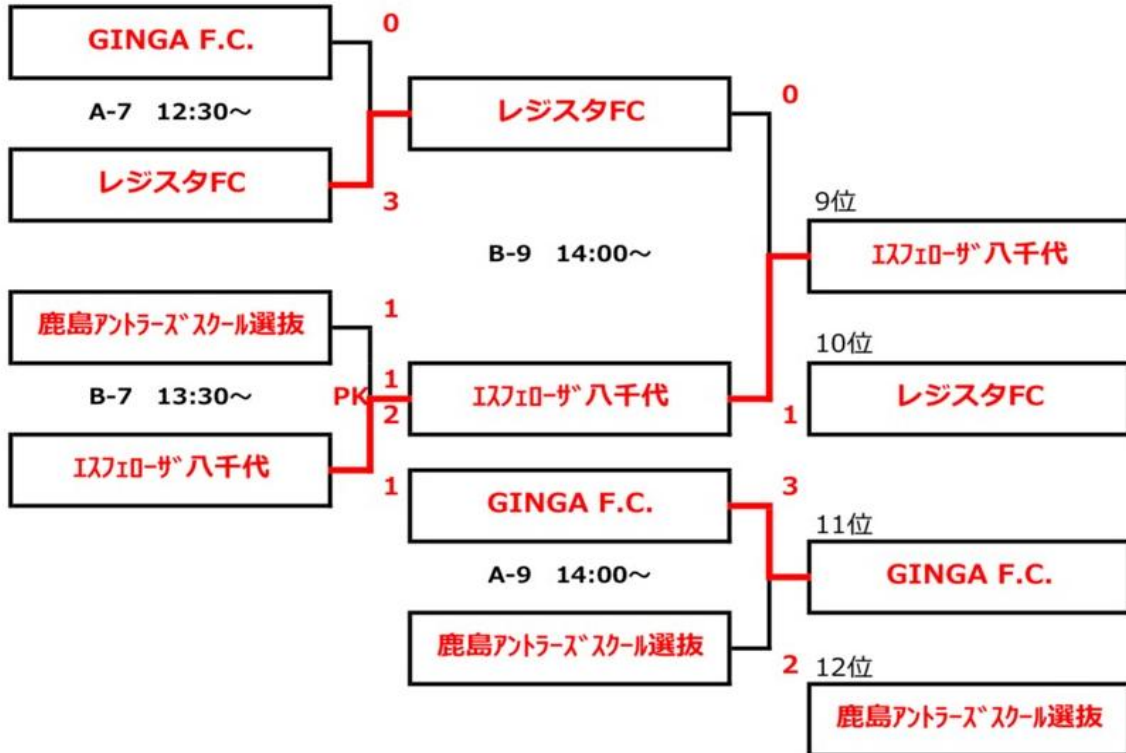 GINGA F.C.
0
A-7 12:30～
レジスタFC
0
レジスタFC
3
B-9 14:00～
9位
エスフェローザ八千代
鹿島アントラーズスクール選抜
1
B-7 13:30～
PK
1
2
エスフェローザ八千代
1
10位
レジスタFC
エスフェローザ八千代
1
GINGA F.C.
3
A-9 14:00～
11位
GINGA F.C.
鹿島アントラーズスクール選抜
2
12位
鹿島アントラーズスクール選抜